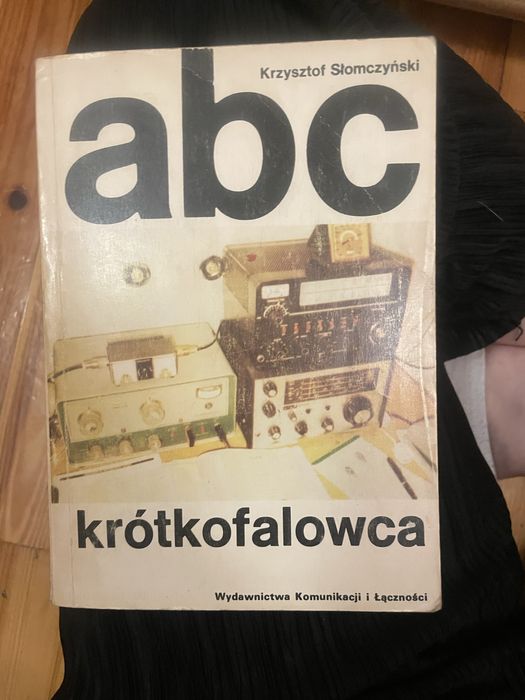 Krzysztof Słomczyński
abc
krótkofalowca
Wydawnictwa Komunikacji i Łączności